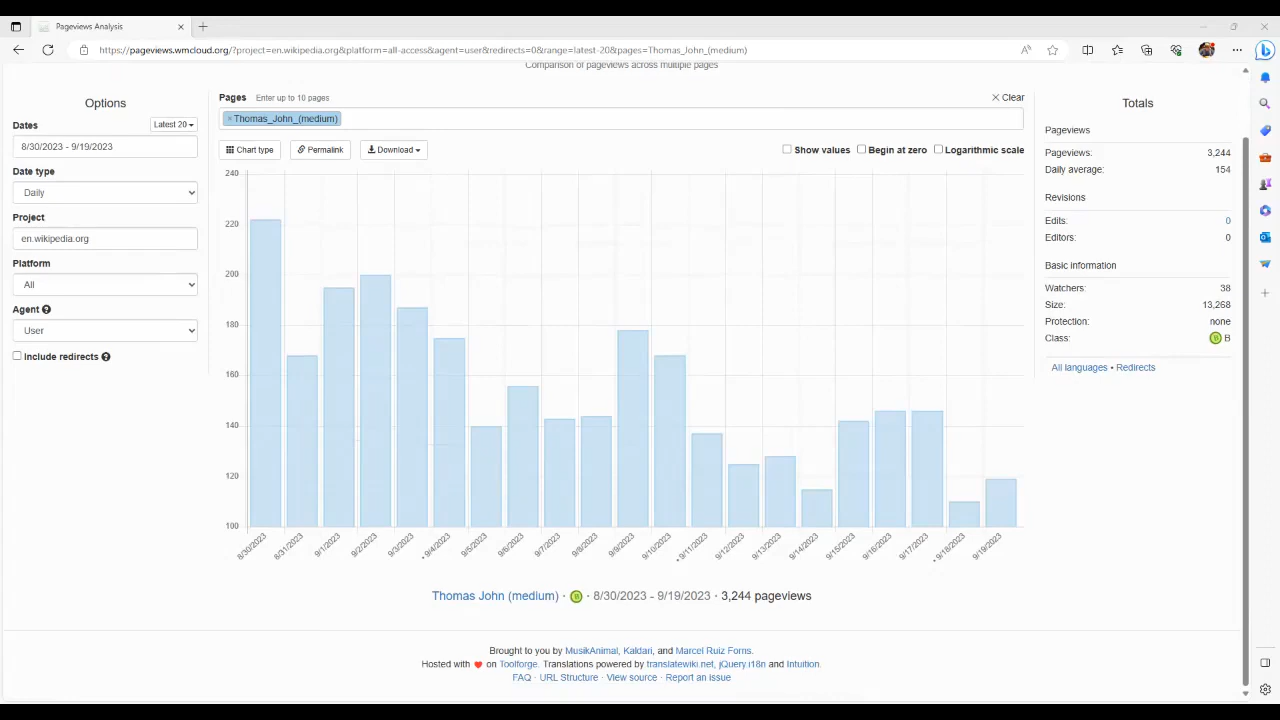 Pageviews Analysis
https://pageviews.wmcloud.org/?project=en.wikipedia.org&platform=all-access&agent=user&redirects=0&range=latest-20&pages=Thomas_John_(medium)
Comparison of pageviews across multiple pages
Options
Dates
Latest 20
8/30/2023 - 9/19/2023
Date type
Daily
Project
en.wikipedia.org
Platform
All
Agent
User
Include redirects
Pages Enter up to 10 pages
Clear
× Thomas_John_(medium)
Chart type
Permalink
Download
Show values
Begin at zero
Logarithmic scale
240
220
200
180
160
140
120
100
8/30/2023
8/31/2023
9/1/2023
9/2/2023
9/3/2023
• 9/4/2023
9/5/2023
9/6/2023
9/7/2023
9/8/2023
9/9/2023
9/10/2023
• 9/11/2023
9/12/2023
9/13/2023
9/14/2023
9/15/2023
9/16/2023
9/17/2023
• 9/18/2023
9/19/2023
Thomas John (medium) · B · 8/30/2023 - 9/19/2023 · 3,244 pageviews
Totals
Pageviews
Pageviews: 3,244
Daily average: 154
Revisions
Edits: 0
Editors: 0
Basic information
Watchers: 38
Size: 13,268
Protection: none
Class: B B
All languages • Redirects
Brought to you by MusikAnimal, Kaldari, and Marcel Ruiz Forns.
Hosted with ♥ on Toolforge. Translations powered by translatewiki.net, jQuery.i18n and Intuition.
FAQ · URL Structure · View source · Report an issue